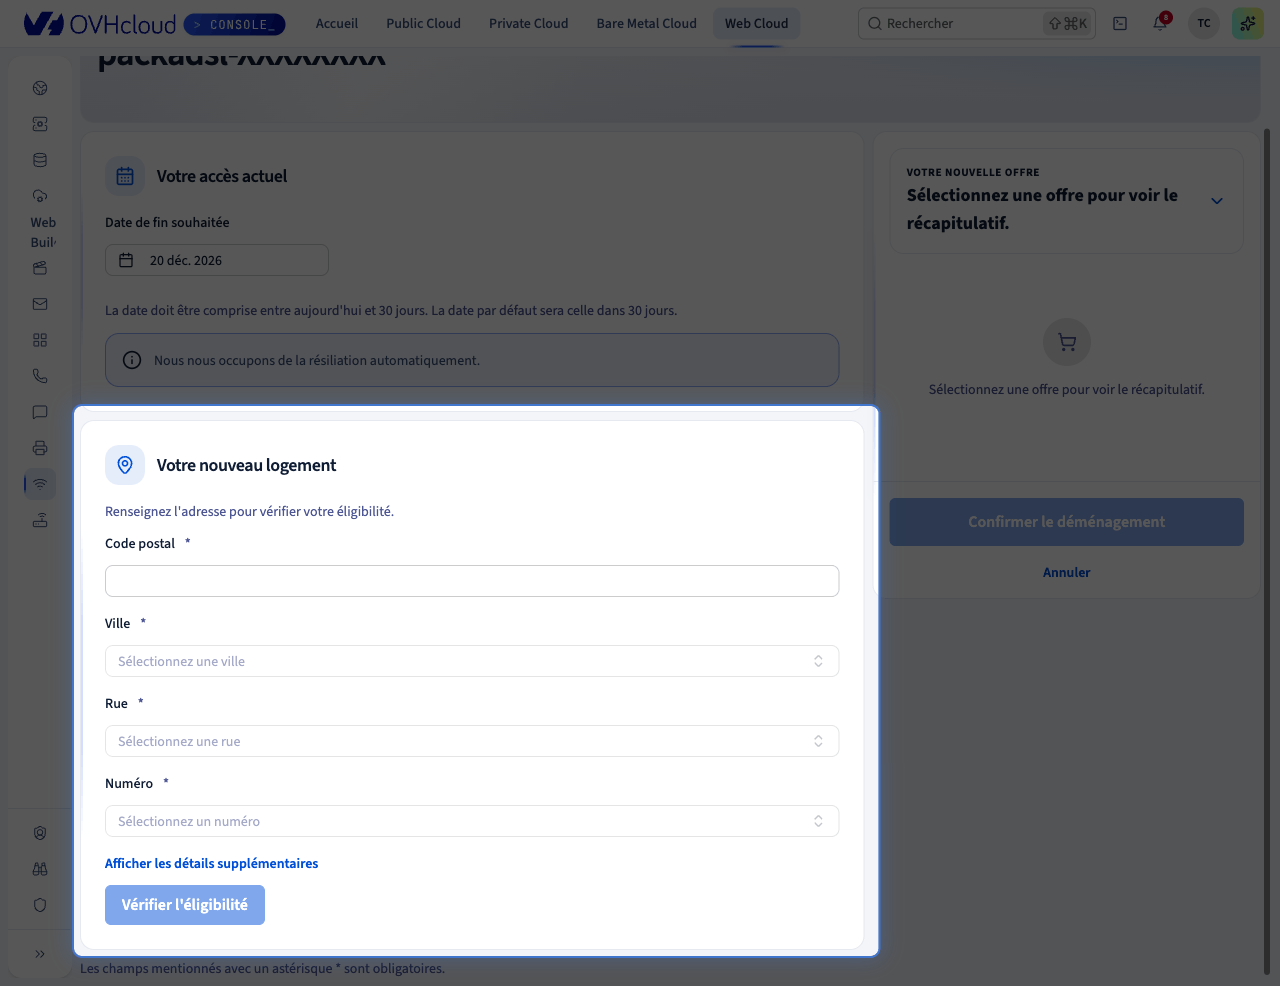 OVHcloud
> CONSOLE_
Accueil
Public Cloud
Private Cloud
Bare Metal Cloud
Web Cloud
Rechercher
⇧⌘K
8
TC
packadsl-xxxxxxxx
Web
Buil
Votre accès actuel
Date de fin souhaitée
20 déc. 2026
La date doit être comprise entre aujourd'hui et 30 jours. La date par défaut sera celle dans 30 jours.
Nous nous occupons de la résiliation automatiquement.
VOTRE NOUVELLE OFFRE
Sélectionnez une offre pour voir le
récapitulatif.
Sélectionnez une offre pour voir le récapitulatif.
Confirmer le déménagement
Annuler
Votre nouveau logement
Renseignez l'adresse pour vérifier votre éligibilité.
Code postal *
Ville *
Sélectionnez une ville
Rue *
Sélectionnez une rue
Numéro *
Sélectionnez un numéro
Afficher les détails supplémentaires
Vérifier l'éligibilité
Les champs mentionnés avec un astérisque * sont obligatoires.